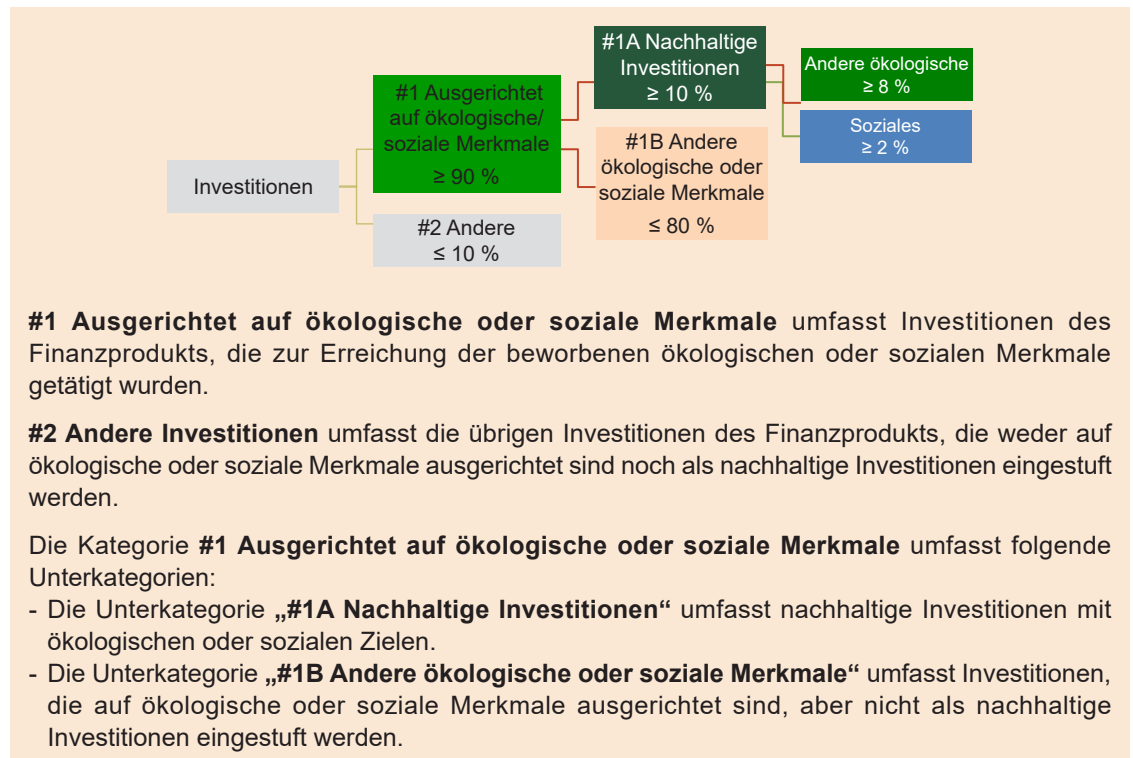 #1A Nachhaltige
Investitionen
≥ 10 %
Andere ökologische
≥ 8 %
Soziales
≥ 2 %
#1 Ausgerichtet
auf ökologische/
soziale Merkmale
≥ 90 %
#1B Andere
ökologische oder
soziale Merkmale
≤ 80 %
Investitionen
#2 Andere
≤ 10 %
#1 Ausgerichtet auf ökologische oder soziale Merkmale umfasst Investitionen des
Finanzprodukts, die zur Erreichung der beworbenen ökologischen oder sozialen Merkmale
getätigt wurden.
#2 Andere Investitionen umfasst die übrigen Investitionen des Finanzprodukts, die weder auf
ökologische oder soziale Merkmale ausgerichtet sind noch als nachhaltige Investitionen eingestuft
werden.
Die Kategorie #1 Ausgerichtet auf ökologische oder soziale Merkmale umfasst folgende
Unterkategorien:
- Die Unterkategorie „#1A Nachhaltige Investitionen“ umfasst nachhaltige Investitionen mit
ökologischen oder sozialen Zielen.
- Die Unterkategorie „#1B Andere ökologische oder soziale Merkmale“ umfasst Investitionen,
die auf ökologische oder soziale Merkmale ausgerichtet sind, aber nicht als nachhaltige
Investitionen eingestuft werden.